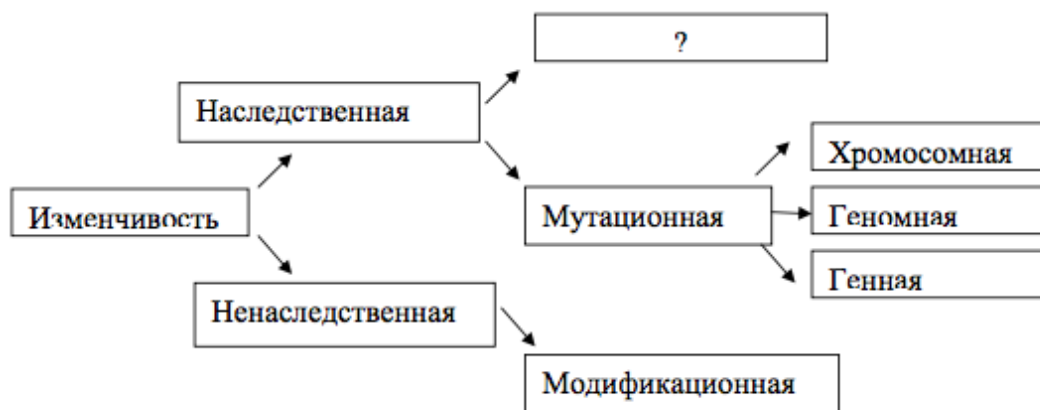 ?
Наследственная
Хромосомная
Изменчивость
Мутационная
Геномная
Генная
Ненаследственная
Модификационная